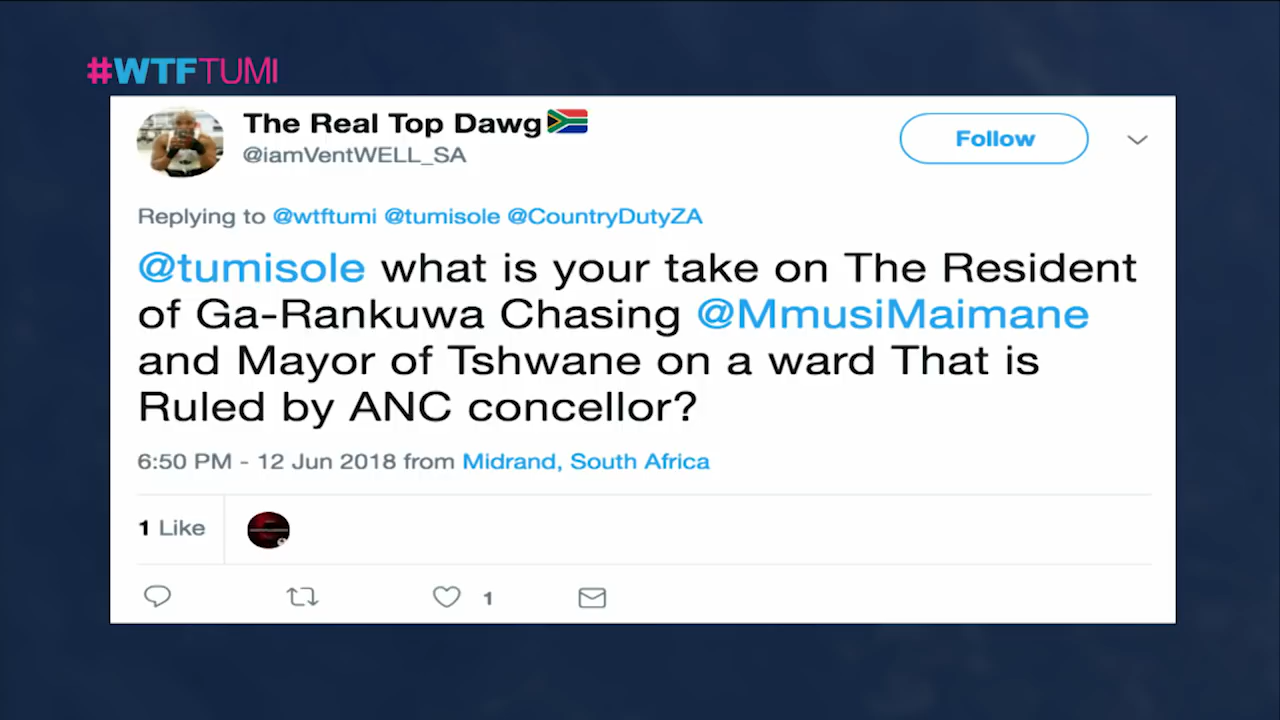 #WTFTUMI
The Real Top Dawg
@iamVentWELL_SA
Follow
Replying to @wtftumi @tumisole @CountryDutyZA
@tumisole what is your take on The Resident
of Ga-Rankuwa Chasing @MmusiMaimane
and Mayor of Tshwane on a ward That is
Ruled by ANC concellor?
6:50 PM - 12 Jun 2018 from Midrand, South Africa
1 Like
1